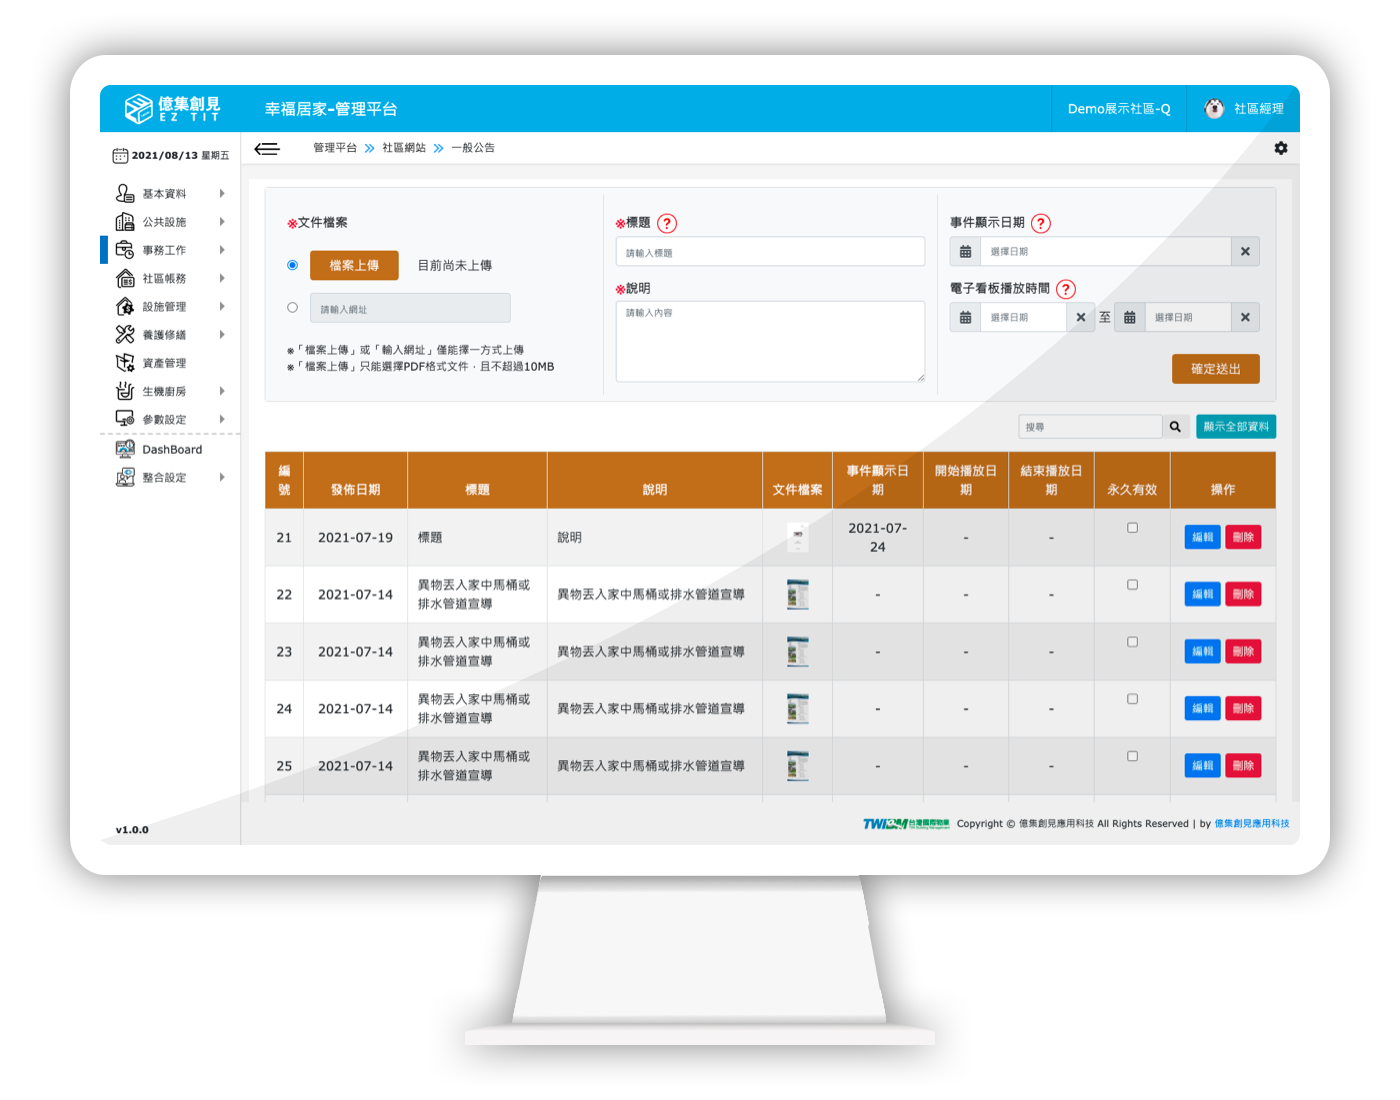 億集創見
EZ TIT
幸福居家-管理平台
Demo展示社區-Q
社區經理
2021/08/13 星期五
管理平台 社區網站 一般公告
基本資料
公共設施
事務工作
社區帳務
設施管理
養護修繕
資產管理
生機廚房
參數設定
DashBoard
整合設定
v1.0.0
※文件檔案
檔案上傳 目前尚未上傳
請輸入網址
※「檔案上傳」或「輸入網址」僅能擇一方式上傳
※「檔案上傳」只能選擇PDF格式文件，且不超過10MB
※標題 ?
請輸入標題
※說明
請輸入內容
事件顯示日期 ?
選擇日期
電子看板播放時間 ?
選擇日期 至 選擇日期
確定送出
搜尋 顯示全部資料
編號 發佈日期 標題 說明 文件檔案 事件顯示日期 開始播放日期 結束播放日期 永久有效 操作
21 2021-07-19 標題 說明 2021-07-24 - - 編輯 刪除
22 2021-07-14 異物丟入家中馬桶或排水管道宣導 異物丟入家中馬桶或排水管道宣導 - - - 編輯 刪除
23 2021-07-14 異物丟入家中馬桶或排水管道宣導 異物丟入家中馬桶或排水管道宣導 - - - 編輯 刪除
24 2021-07-14 異物丟入家中馬桶或排水管道宣導 異物丟入家中馬桶或排水管道宣導 - - - 編輯 刪除
25 2021-07-14 異物丟入家中馬桶或排水管道宣導 異物丟入家中馬桶或排水管道宣導 - - - 編輯 刪除
台灣國際物業 Copyright © 億集創見應用科技 All Rights Reserved | by 億集創見應用科技